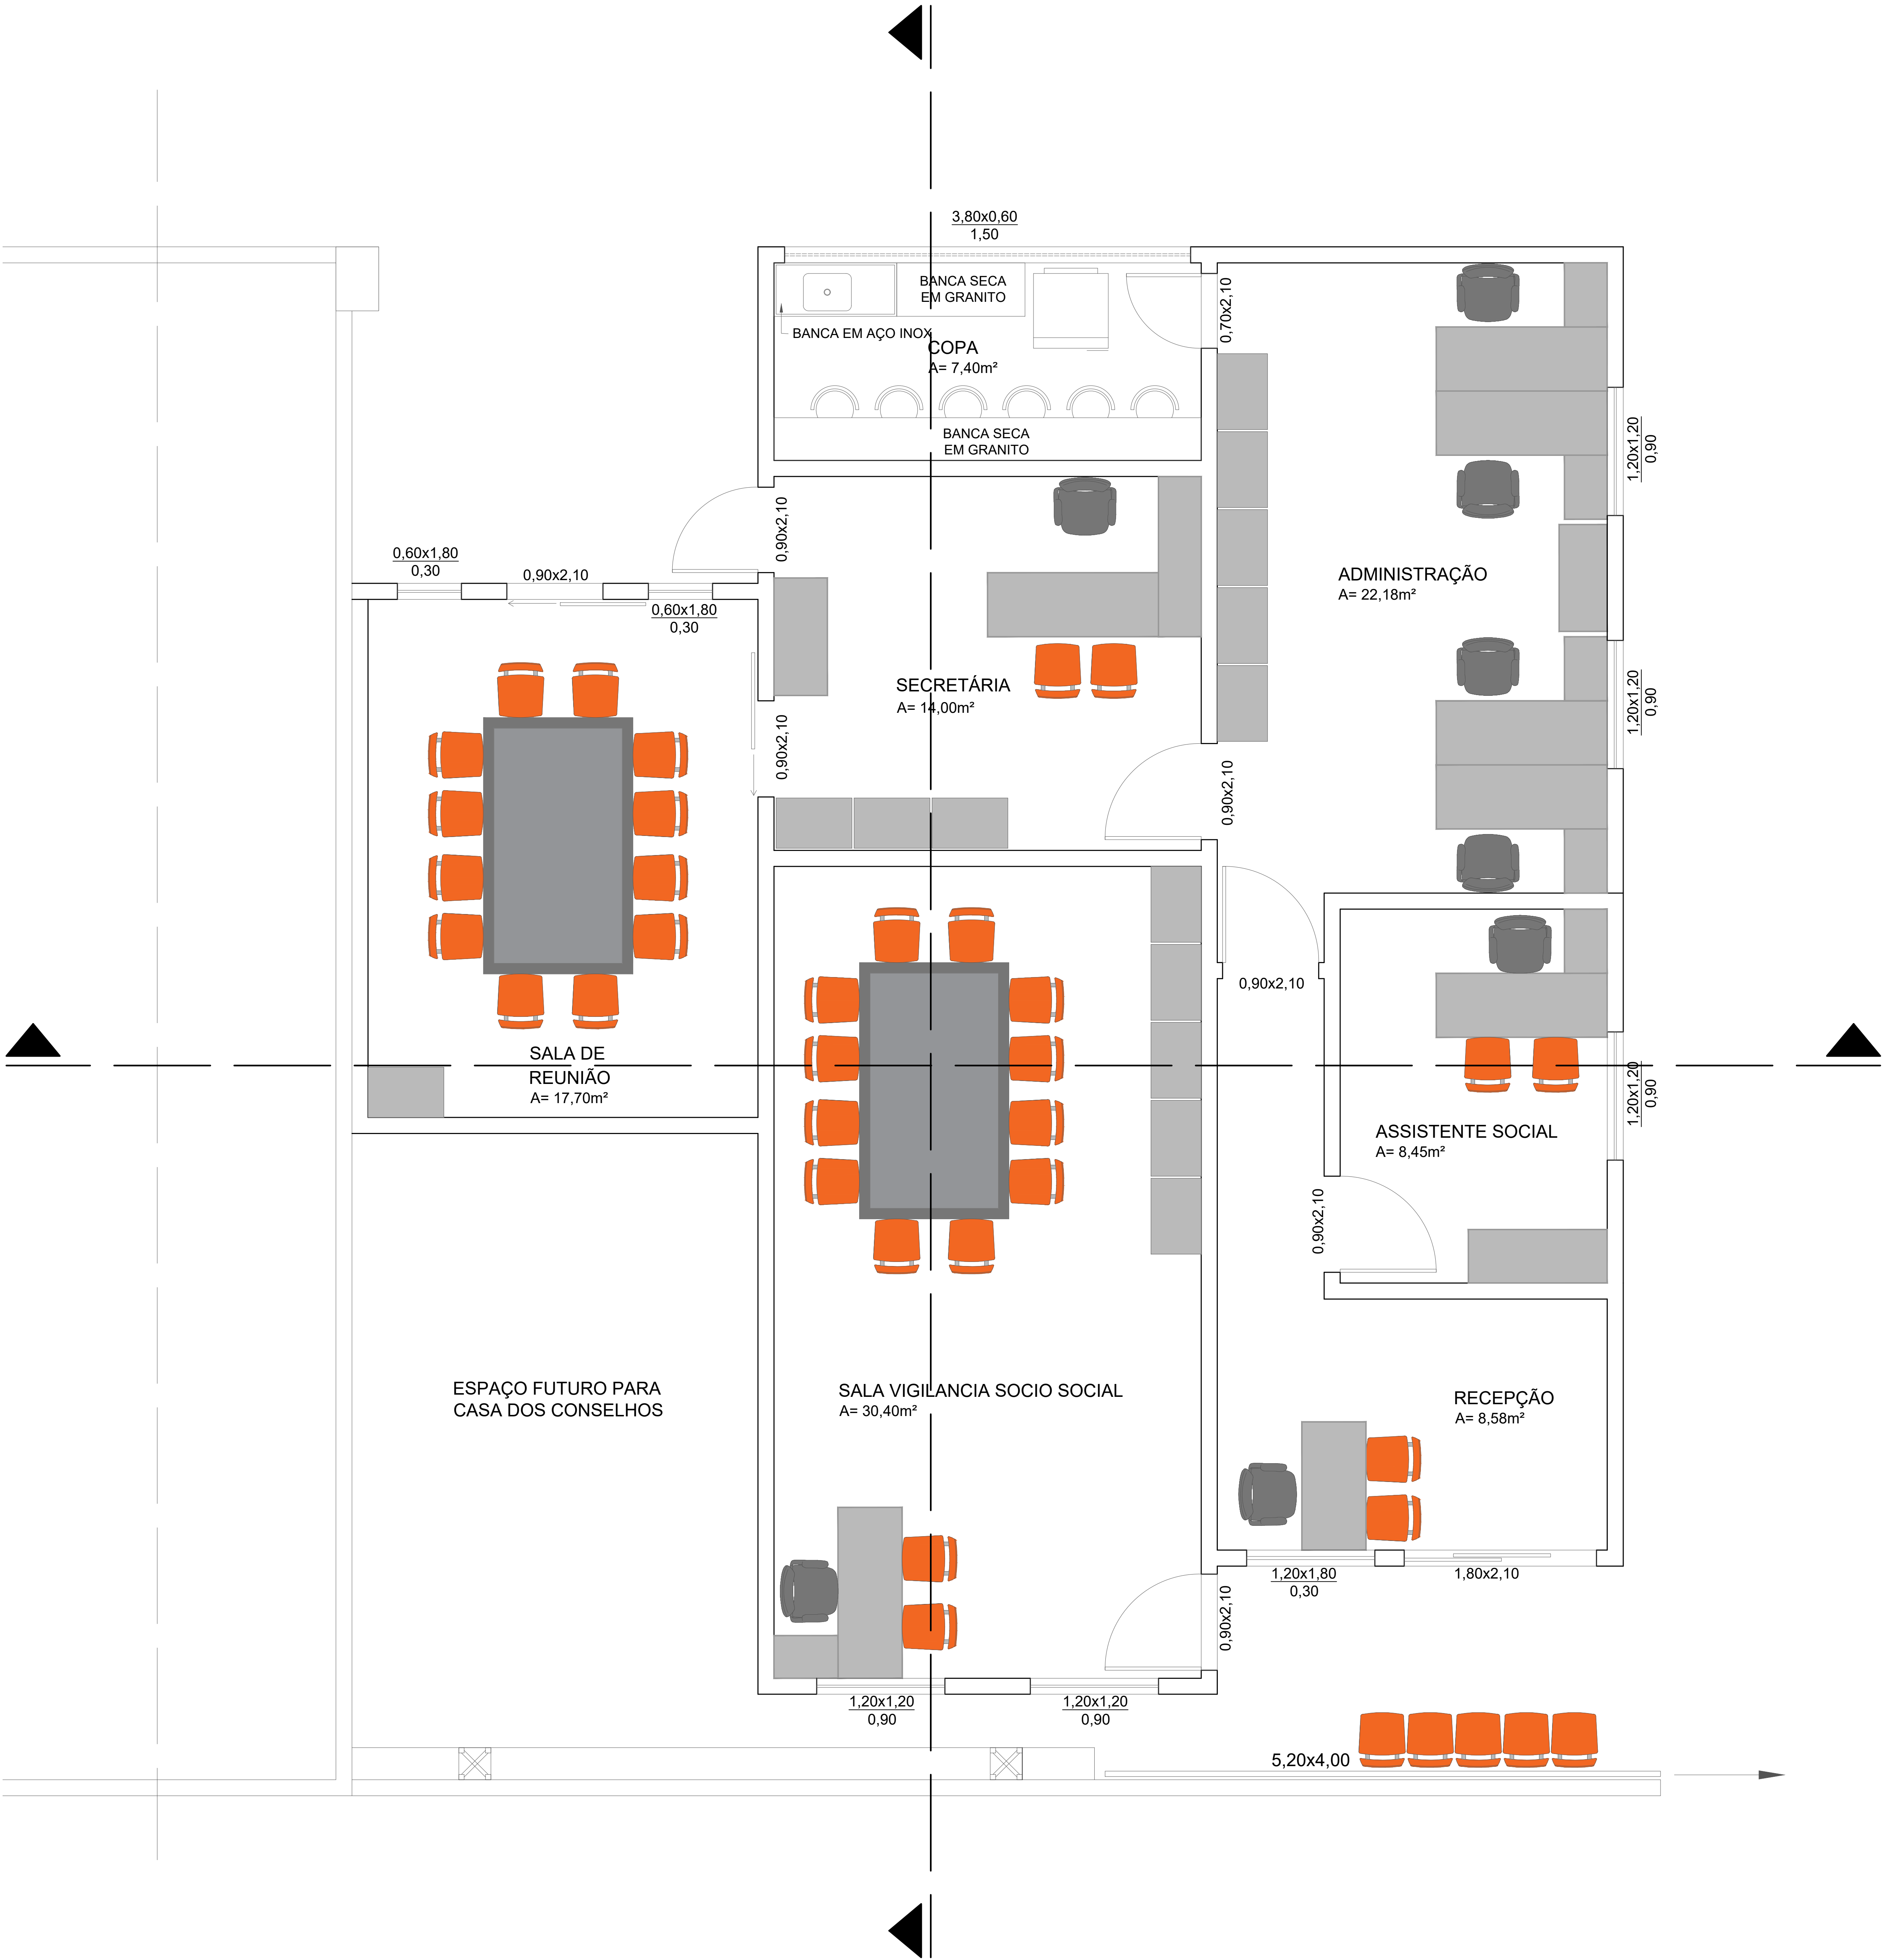 3,80x0,60
1,50
BANCA SECA
EM GRANITO
BANCA EM AÇO INOX
COPA
A= 7,40m²
BANCA SECA
EM GRANITO
0,70x2,10
1,20x1,20
0,90
0,90x2,10
0,60x1,80
0,30
0,90x2,10
0,60x1,80
0,30
ADMINISTRAÇÃO
A= 22,18m²
SECRETÁRIA
A= 14,00m²
0,90x2,10
0,90x2,10
1,20x1,20
0,90
0,90x2,10
SALA DE
REUNIÃO
A= 17,70m²
1,20x1,20
0,90
ASSISTENTE SOCIAL
A= 8,45m²
0,90x2,10
ESPAÇO FUTURO PARA
CASA DOS CONSELHOS
SALA VIGILANCIA SOCIO SOCIAL
A= 30,40m²
RECEPÇÃO
A= 8,58m²
1,20x1,80
0,30
1,80x2,10
0,90x2,10
1,20x1,20
0,90
1,20x1,20
0,90
5,20x4,00